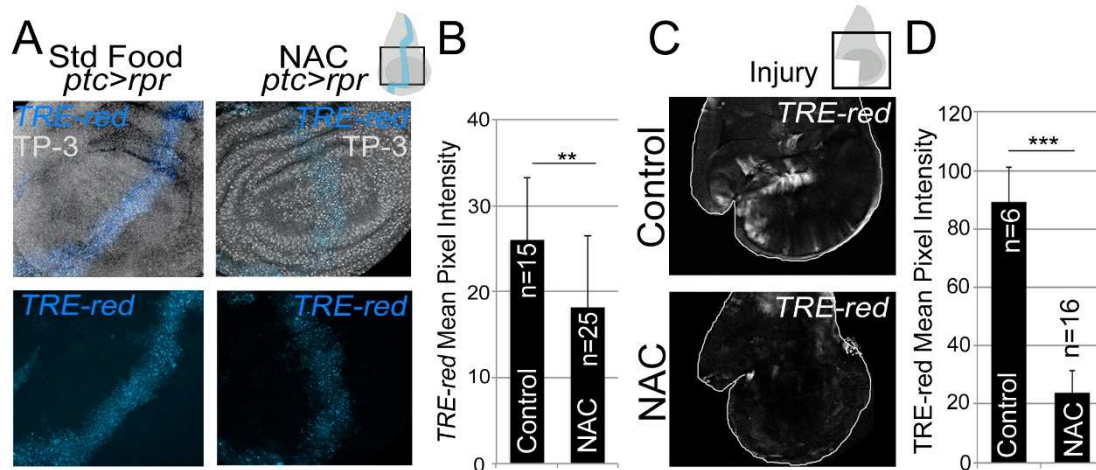 A
Std Food
ptc>rpr
NAC
ptc>rpr
TRE-red
TP-3
TRE-red
TP-3
TRE-red
TRE-red
B
TRE-red Mean Pixel Intensity
40
30
20
10
0
**
Control
n=15
NAC
n=25
C
Injury
Control
TRE-red
NAC
TRE-red
D
TRE-red Mean Pixel Intensity
120
100
80
60
40
20
0
***
Control
n=6
NAC
n=16